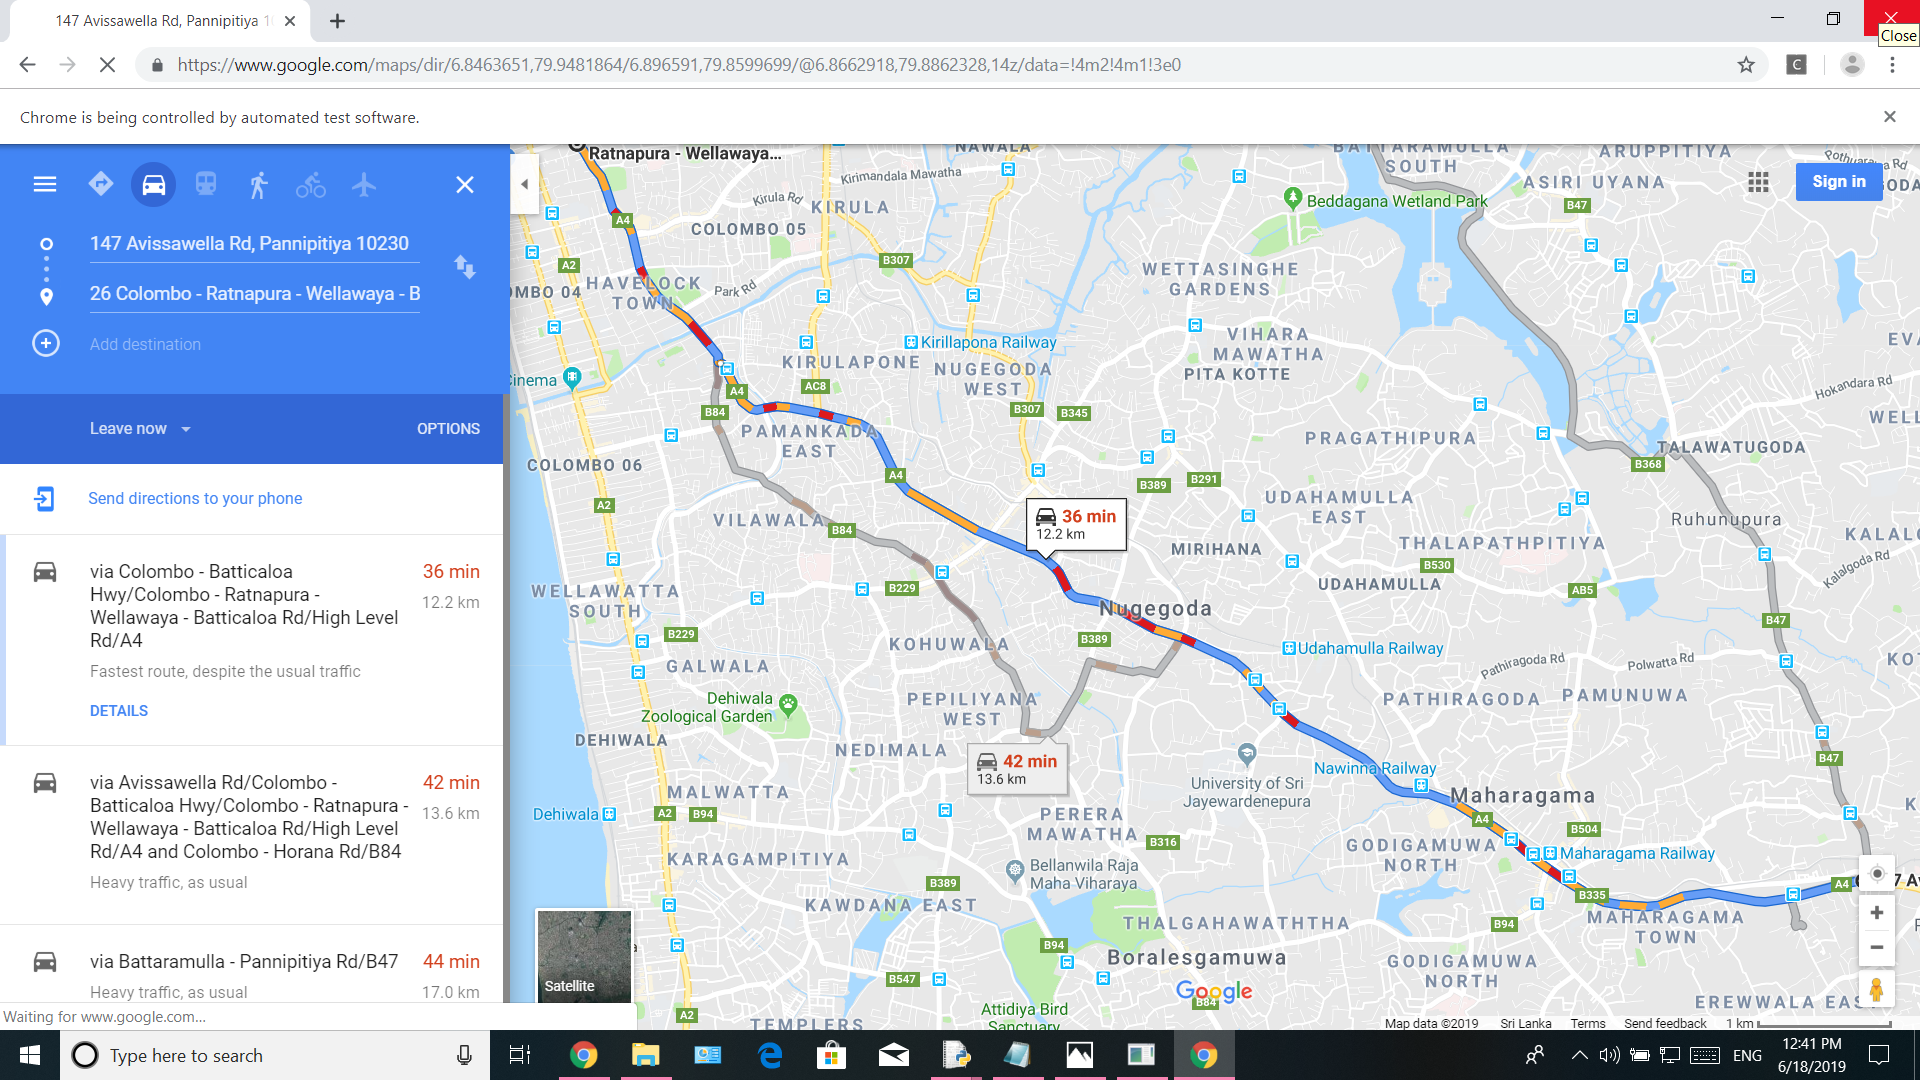 147 Avissawella Rd, Pannipitiya 1
https://www.google.com/maps/dir/6.8463651,79.9481864/6.896591,79.8599699/@6.8662918,79.8862328,14z/data=!4m2!4m1!3e0
Close
C
Chrome is being controlled by automated test software.
147 Avissawella Rd, Pannipitiya 10230
26 Colombo - Ratnapura - Wellawaya - B
Add destination
Leave now
OPTIONS
Send directions to your phone
via Colombo - Batticaloa
Hwy/Colombo - Ratnapura -
Wellawaya - Batticaloa Rd/High Level
Rd/A4
36 min
12.2 km
Fastest route, despite the usual traffic
DETAILS
via Avissawella Rd/Colombo -
Batticaloa Hwy/Colombo - Ratnapura -
Wellawaya - Batticaloa Rd/High Level
Rd/A4 and Colombo - Horana Rd/B84
42 min
13.6 km
Heavy traffic, as usual
via Battaramulla - Pannipitiya Rd/B47
44 min
17.0 km
Heavy traffic, as usual
Waiting for www.google.com...
Ratnapura - Wellawaya...
NAWALA
BATTARAMULLA
SOUTH
ARUPPITIYA
Sign in
Kirimandala Mawatha
Kirula Rd
KIRULA
ASIRI UYANA
B47
Beddagana Wetland Park
A4
COLOMBO 05
B307
A2
HAVELOCK
TOWN
OMBO 04
Park Rd
WETTASINGHE
GARDENS
Kirillapona Railway
VIHARA
MAWATHA
KIRULAPONE
NUGEGODA
WEST
PITA KOTTE
Cinema
A4
AC8
B84
B307
B345
Hokandara Rd
PAMANKADA
EAST
PRAGATHIPURA
TALAWATUGODA
COLOMBO 06
A4
B368
B389
B291
A2
UDAHAMULLA
EAST
VILAWALA
B84
36 min
12.2 km
Ruhunupura
MIRIHANA
THALAPATHPITIYA
B530
Kalalgoda Rd
WELLAWATTA
SOUTH
B229
UDAHAMULLA
AB5
Nugegoda
B229
B389
B47
KOHUWALA
Udahamulla Railway
GALWALA
Pathiragoda Rd
Polwatta Rd
Dehiwala
Zoological Garden
PEPILIYANA
WEST
PATHIRAGODA
PAMUNUWA
DEHIWALA
NEDIMALA
42 min
13.6 km
University of Sri
Jayewardenepura
Nawinna Railway
B47
MALWATTA
Maharagama
Dehiwala
A2
B94
PERERA
MAWATHA
A4
B504
B316
GODIGAMUWA
NORTH
Maharagama Railway
KARAGAMPITIYA
Bellanwila Raja
Maha Viharaya
B389
A4
B335
KAWDANA EAST
THALGAHAWATHTHA
MAHARAGAMA
TOWN
B94
B94
Boralesgamuwa
GODIGAMUWA
NORTH
B547
Satellite
Google
B84
Attidiya Bird
Sanctuary
A2
TEMPLERS
Map data ©2019
Sri Lanka
Terms
Send feedback
1 km
Type here to search
ENG
12:41 PM
6/18/2019